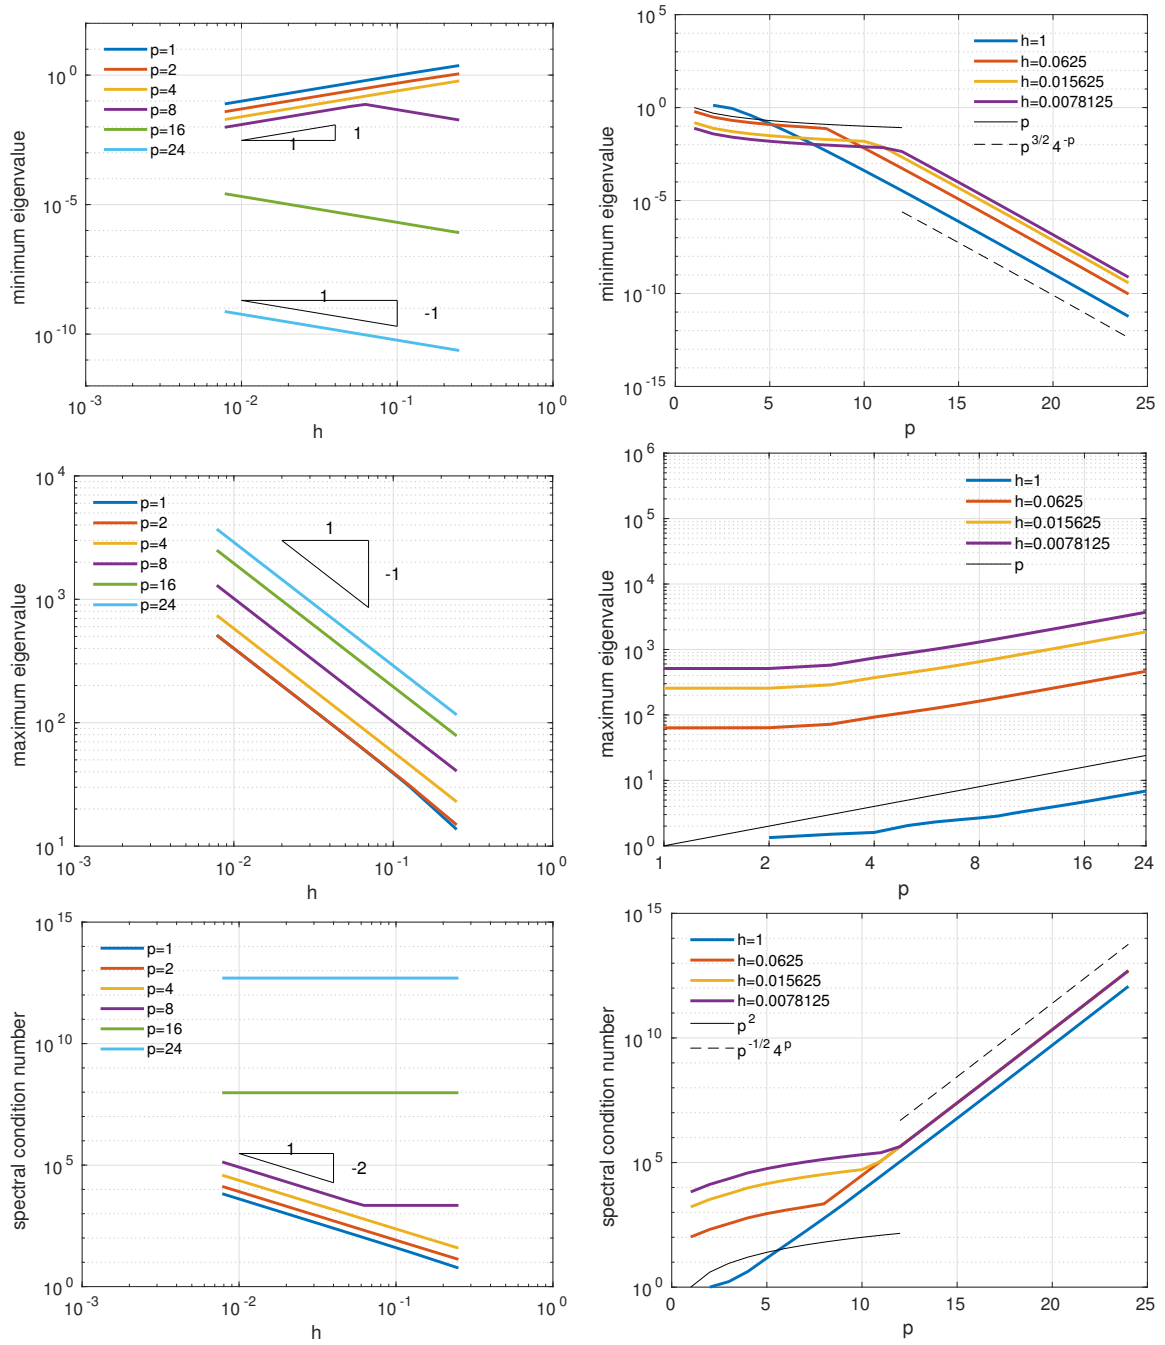 minimum eigenvalue
10^0
10^-5
10^-10
p=1
p=2
p=4
p=8
p=16
p=24
1
1
1
-1
10^-3
10^-2
10^-1
10^0
h
minimum eigenvalue
10^5
10^0
10^-5
10^-10
10^-15
h=1
h=0.0625
h=0.015625
h=0.0078125
p
p^3/2 4^-p
0
5
10
15
20
25
p
maximum eigenvalue
10^4
10^3
10^2
10^1
p=1
p=2
p=4
p=8
p=16
p=24
1
-1
10^-3
10^-2
10^-1
10^0
h
maximum eigenvalue
10^6
10^5
10^4
10^3
10^2
10^1
10^0
h=1
h=0.0625
h=0.015625
h=0.0078125
p
1
2
4
8
16
24
p
spectral condition number
10^15
10^10
10^5
10^0
p=1
p=2
p=4
p=8
p=16
p=24
1
-2
10^-3
10^-2
10^-1
10^0
h
spectral condition number
10^15
10^10
10^5
10^0
h=1
h=0.0625
h=0.015625
h=0.0078125
p^2
p^-1/2 4^p
0
5
10
15
20
25
p